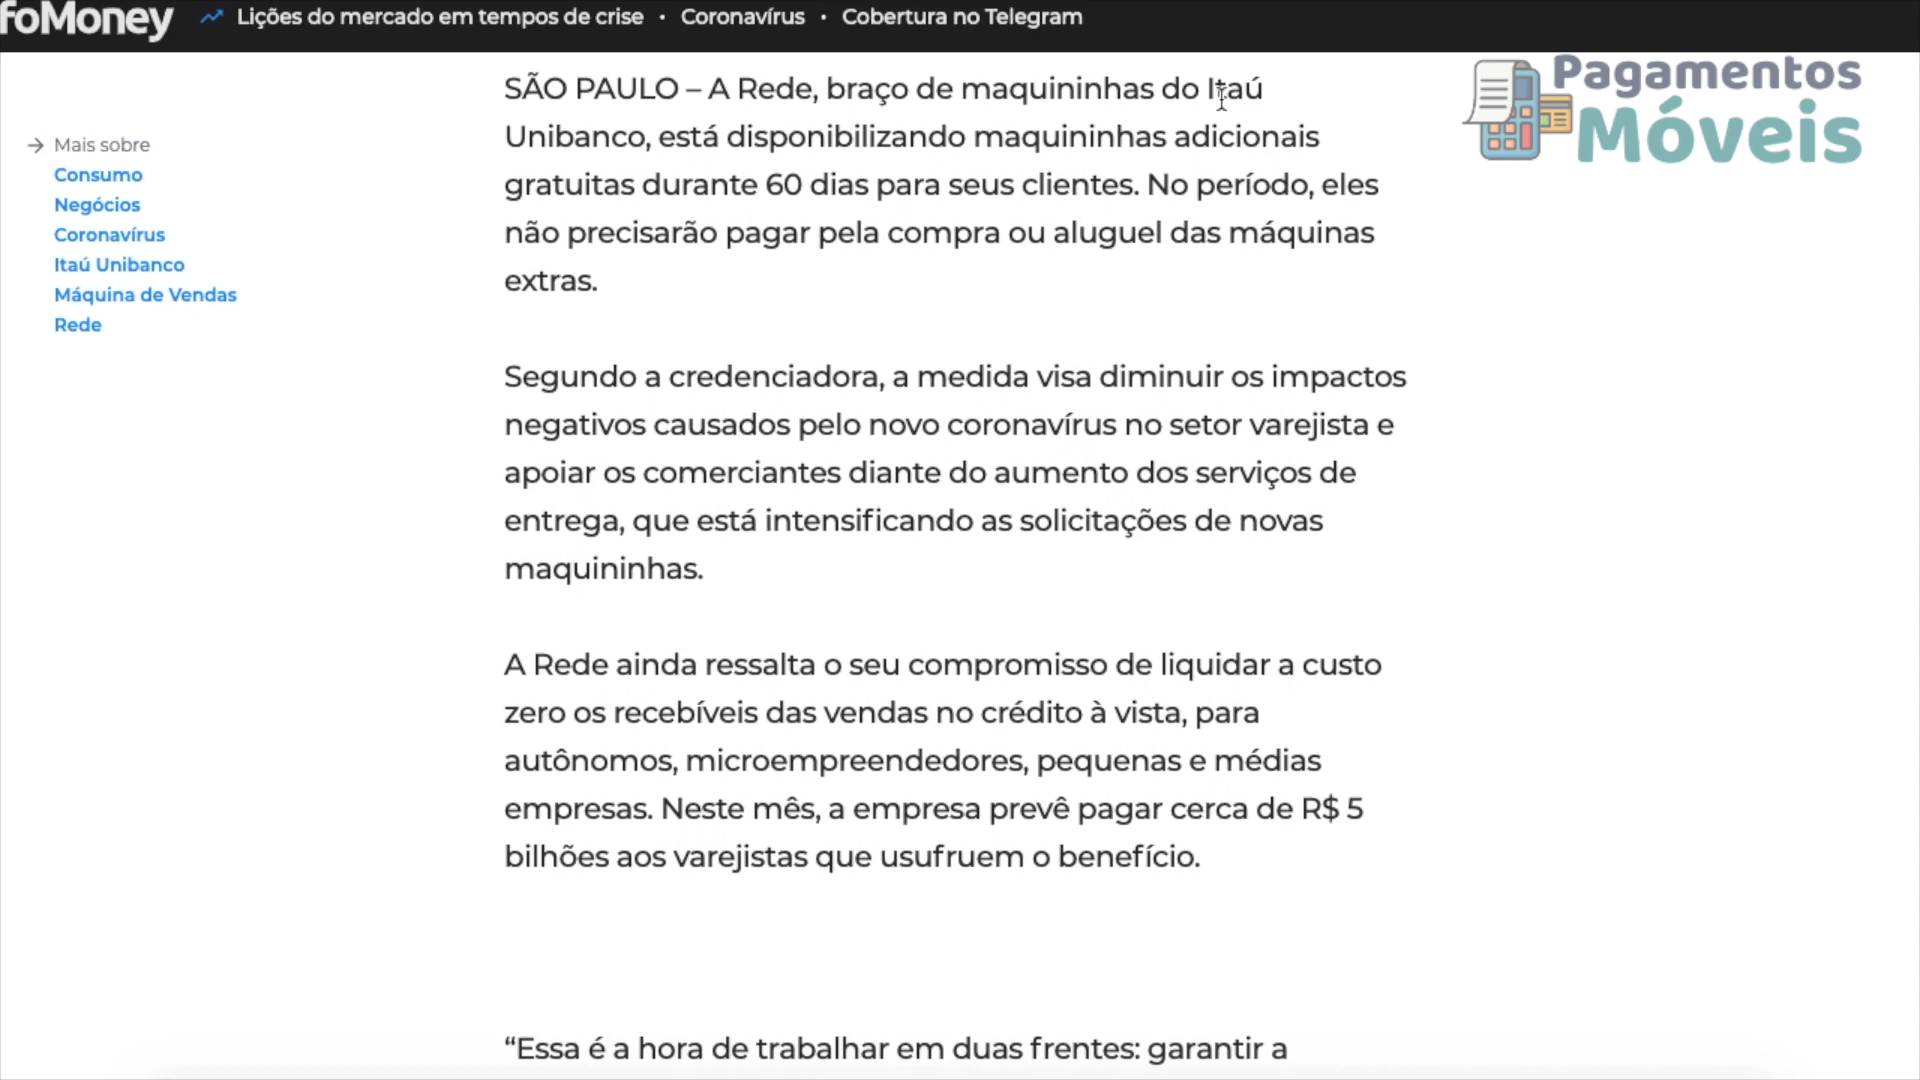 foMoney
Lições do mercado em tempos de crise • Coronavírus • Cobertura no Telegram
Pagamentos
Móveis
Mais sobre
Consumo
Negócios
Coronavírus
Itaú Unibanco
Máquina de Vendas
Rede
SÃO PAULO – A Rede, braço de maquininhas do Itaú
Unibanco, está disponibilizando maquininhas adicionais
gratuitas durante 60 dias para seus clientes. No período, eles
não precisarão pagar pela compra ou aluguel das máquinas
extras.
Segundo a credenciadora, a medida visa diminuir os impactos
negativos causados pelo novo coronavírus no setor varejista e
apoiar os comerciantes diante do aumento dos serviços de
entrega, que está intensificando as solicitações de novas
maquininhas.
A Rede ainda ressalta o seu compromisso de liquidar a custo
zero os recebíveis das vendas no crédito à vista, para
autônomos, microempreendedores, pequenas e médias
empresas. Neste mês, a empresa prevê pagar cerca de R$ 5
bilhões aos varejistas que usufruem o benefício.
“Essa é a hora de trabalhar em duas frentes: garantir a